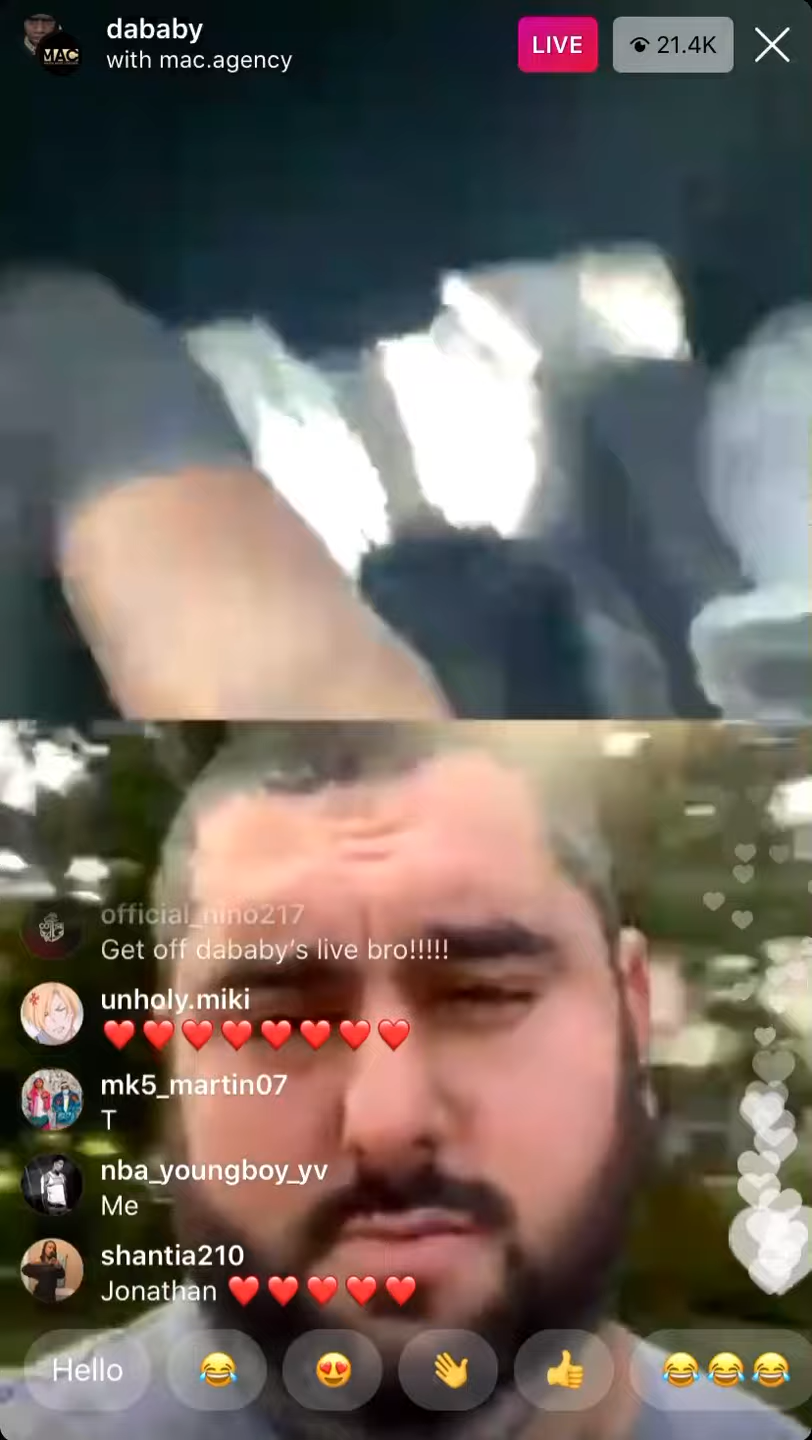 dababy
with mac.agency
LIVE
21.4K
MAC
official_nino217
Get off dababy’s live bro!!!!!
unholy.miki
❤️❤️❤️❤️❤️❤️❤️❤️
mk5_martin07
T
nba_youngboy_yv
Me
shantia210
Jonathan ❤️❤️❤️❤️❤️
Hello 😂 😍 👋 👍 😂😂😂